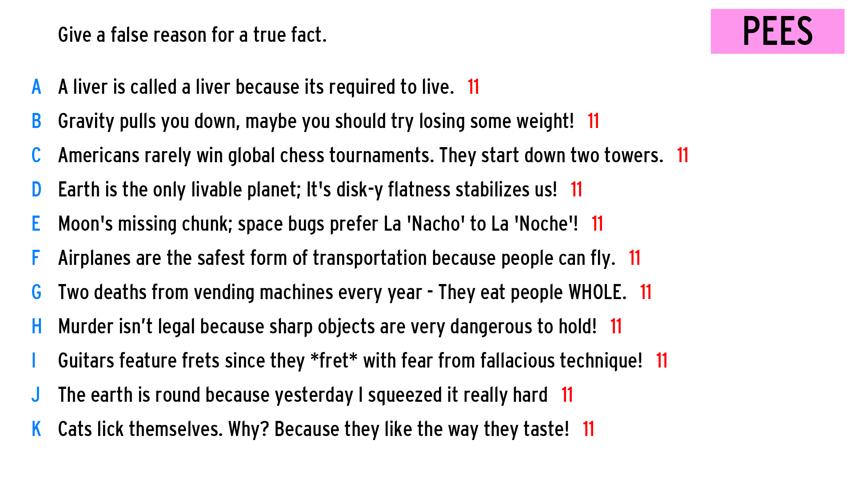 Give a false reason for a true fact.
PEES
A A liver is called a liver because its required to live. 11
B Gravity pulls you down, maybe you should try losing some weight! 11
C Americans rarely win global chess tournaments. They start down two towers. 11
D Earth is the only livable planet; It's disk-y flatness stabilizes us! 11
E Moon's missing chunk; space bugs prefer La 'Nacho' to La 'Noche'! 11
F Airplanes are the safest form of transportation because people can fly. 11
G Two deaths from vending machines every year - They eat people WHOLE. 11
H Murder isn’t legal because sharp objects are very dangerous to hold! 11
I Guitars feature frets since they *fret* with fear from fallacious technique! 11
J The earth is round because yesterday I squeezed it really hard 11
K Cats lick themselves. Why? Because they like the way they taste! 11